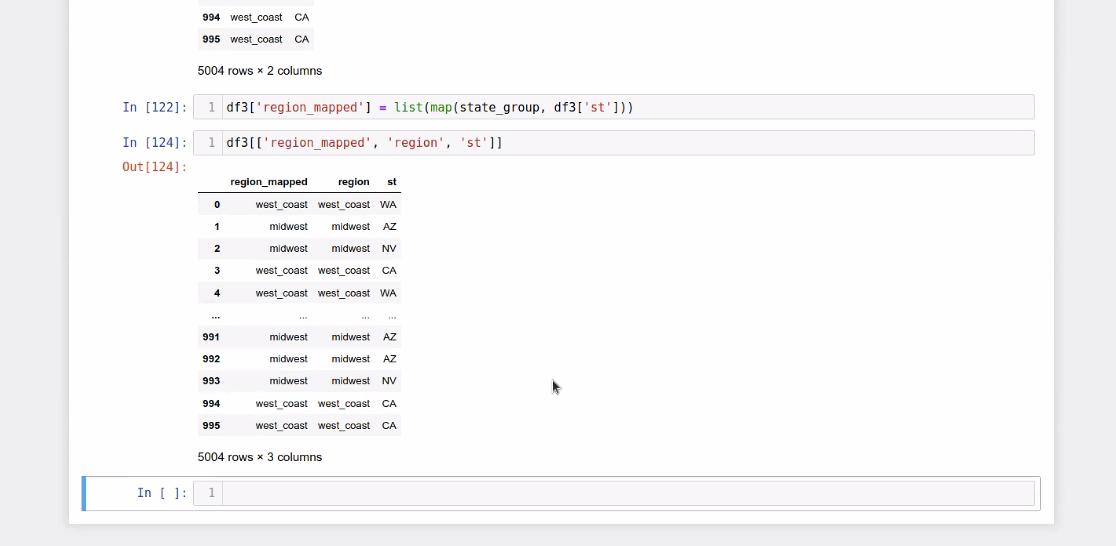 994 west_coast CA
995 west_coast CA
5004 rows × 2 columns
In [122]: 1 df3['region_mapped'] = list(map(state_group, df3['st']))
In [124]: 1 df3[['region_mapped', 'region', 'st']]
Out[124]:
region_mapped region st
0 west_coast west_coast WA
1 midwest midwest AZ
2 midwest midwest NV
3 west_coast west_coast CA
4 west_coast west_coast WA
... ... ... ...
991 midwest midwest AZ
992 midwest midwest AZ
993 midwest midwest NV
994 west_coast west_coast CA
995 west_coast west_coast CA
5004 rows × 3 columns
In [ ]: 1